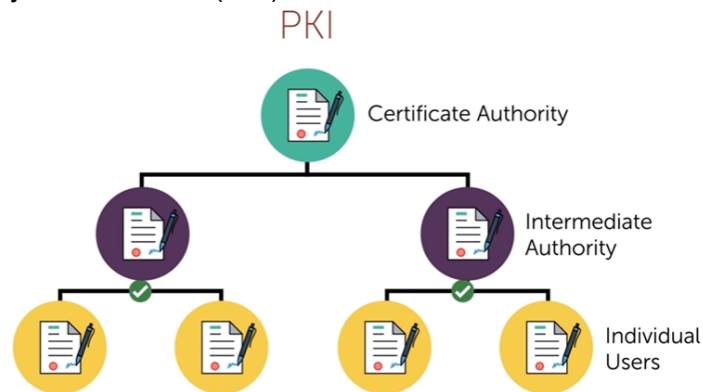 PKI
Certificate Authority
Intermediate
Authority
Individual
Users